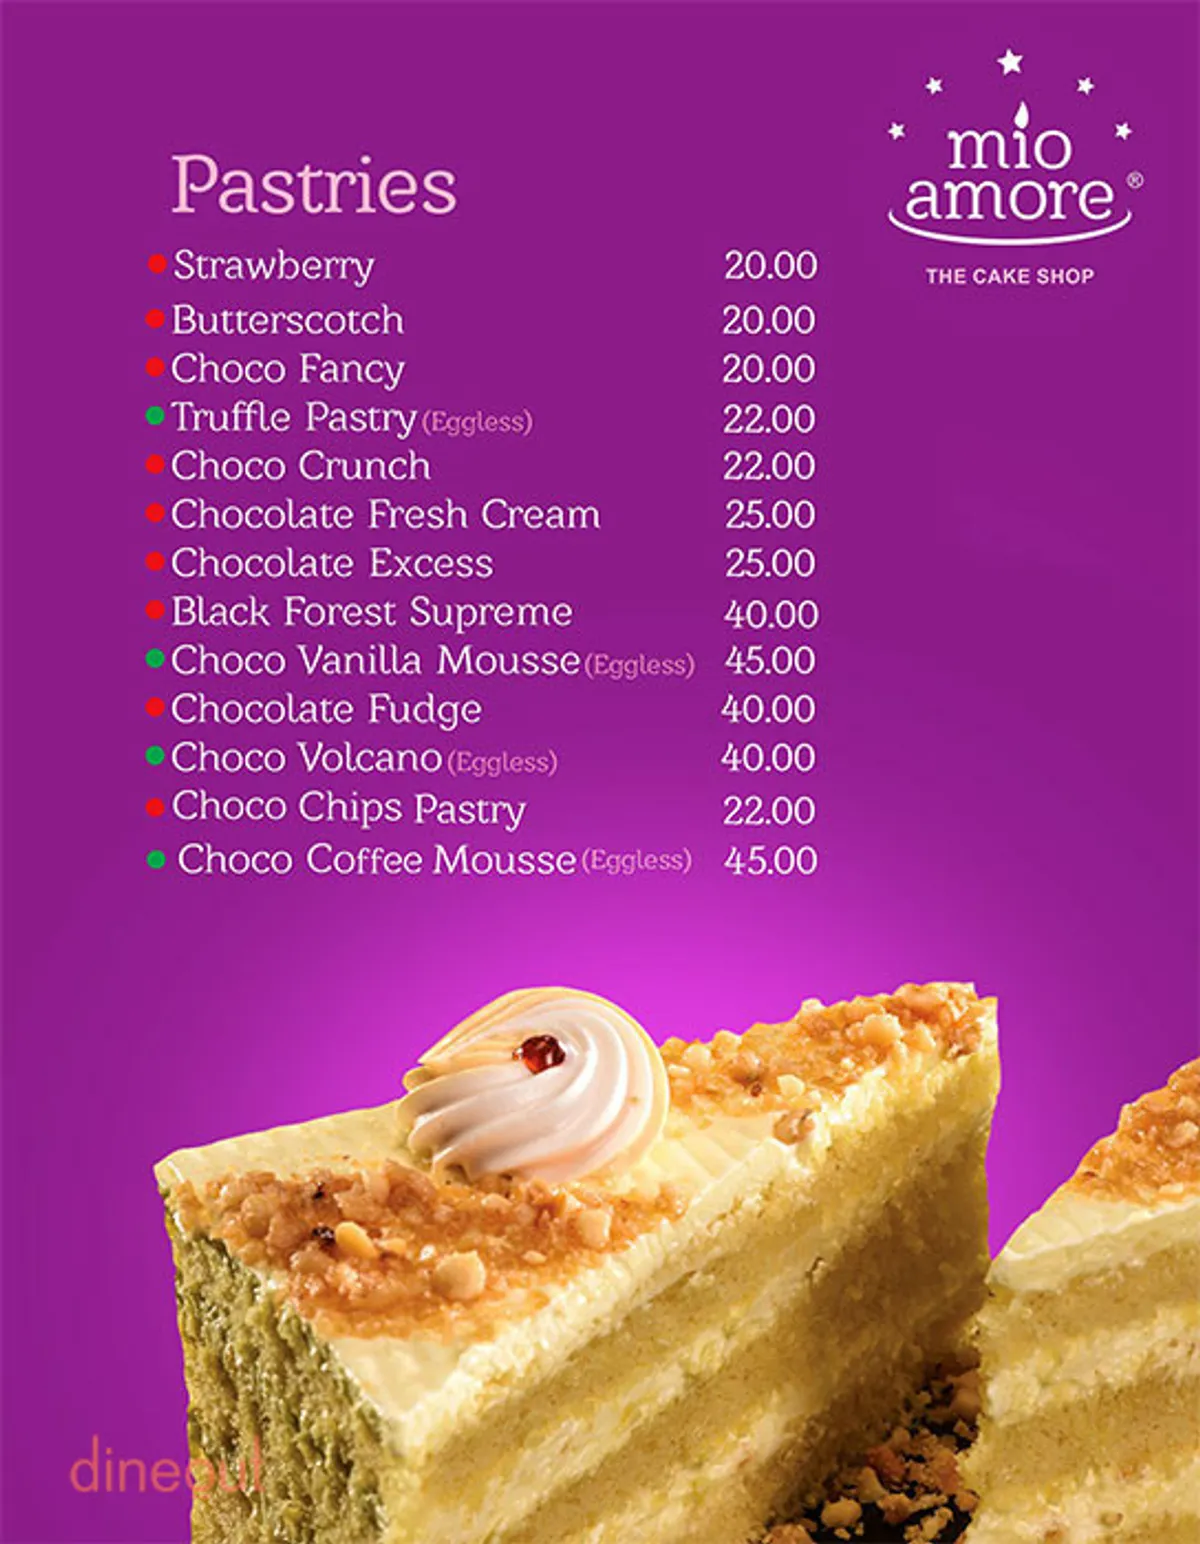 mio
amore®
THE CAKE SHOP
Pastries
Strawberry 20.00
Butterscotch 20.00
Choco Fancy 20.00
Truffle Pastry (Eggless) 22.00
Choco Crunch 22.00
Chocolate Fresh Cream 25.00
Chocolate Excess 25.00
Black Forest Supreme 40.00
Choco Vanilla Mousse (Eggless) 45.00
Chocolate Fudge 40.00
Choco Volcano (Eggless) 40.00
Choco Chips Pastry 22.00
Choco Coffee Mousse (Eggless) 45.00
dineout